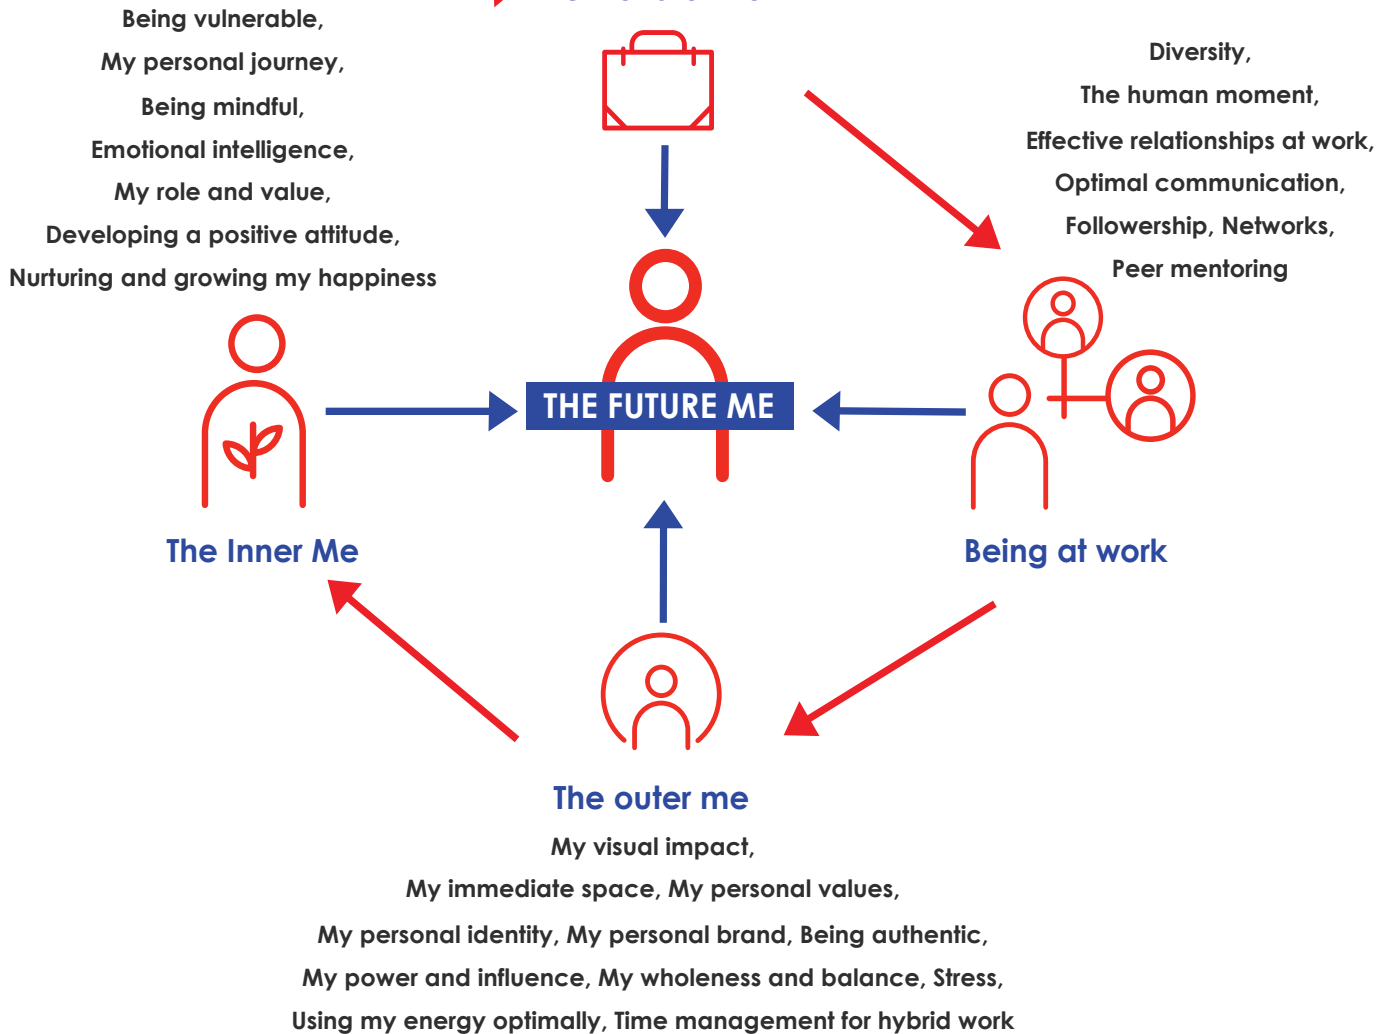 Being vulnerable,
My personal journey,
Being mindful,
Emotional intelligence,
My role and value,
Developing a positive attitude,
Nurturing and growing my happiness
Diversity,
The human moment,
Effective relationships at work,
Optimal communication,
Followership, Networks,
Peer mentoring
THE FUTURE ME
The Inner Me
Being at work
The outer me
My visual impact,
My immediate space, My personal values,
My personal identity, My personal brand, Being authentic,
My power and influence, My wholeness and balance, Stress,
Using my energy optimally, Time management for hybrid work